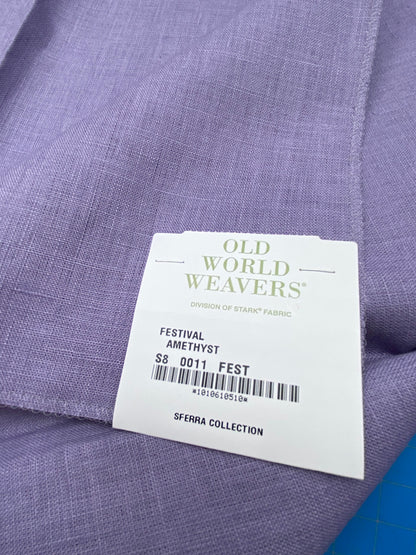 OLD
WORLD
WEAVERS®
DIVISION OF STARK® FABRIC
FESTIVAL
AMETHYST
S8 0011 FEST
*1010610510*
SFERRA COLLECTION